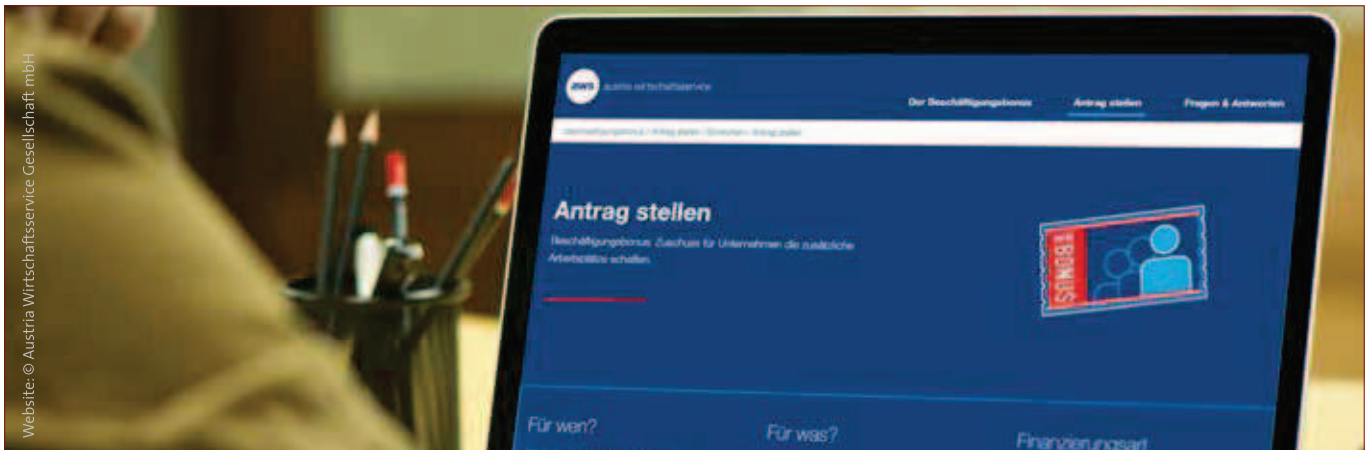 Website: © Austria Wirtschaftsservice Gesellschaft mbH
aws austria wirtschaftsservice
Der Beschäftigungsbonus Antrag stellen Fragen & Antworten
Antrag stellen
Beschäftigungsbonus: Zuschuss für Unternehmen die zusätzliche
Arbeitsplätze schaffen.
BONUS
Für wen? Für was? Finanzierungsart